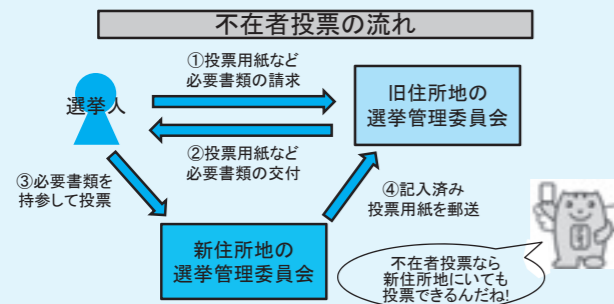 不在者投票の流れ
①投票用紙など
必要書類の請求
選挙人
旧住所地の
選挙管理委員会
②投票用紙など
必要書類の交付
③必要書類を
持参して投票
④記入済み
投票用紙を郵送
新住所地の
選挙管理委員会
不在者投票なら
新住所地にいても
投票できるんだね!